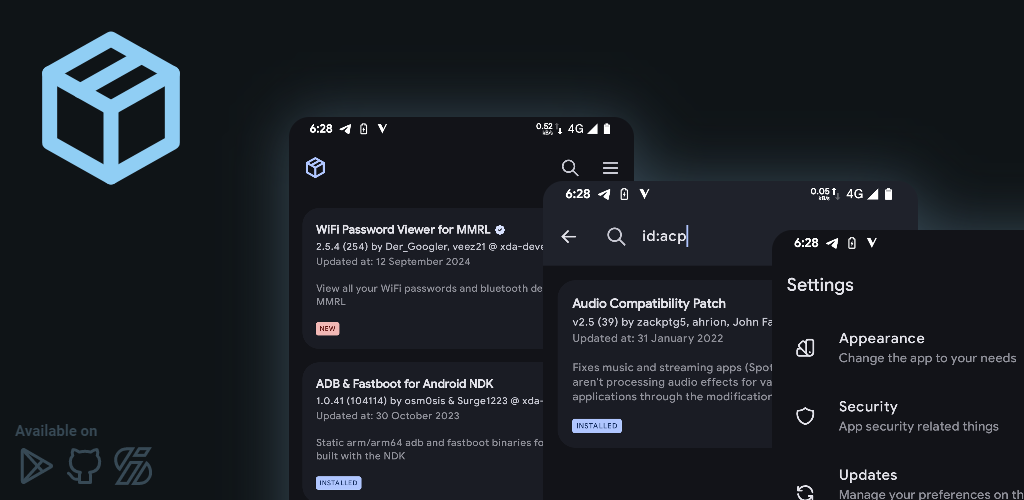 6:28
0.52
kB/s
4G
WiFi Password Viewer for MMRL
2.5.4 (254) by Der_Googler, veez21 @ xda-deve
Updated at: 12 September 2024
View all your WiFi passwords and bluetooth de
MMRL
NEW
ADB & Fastboot for Android NDK
1.0.41 (104114) by osm0sis & Surge1223 @ xda-
Updated at: 30 October 2023
Static arm/arm64 adb and fastboot binaries fo
built with the NDK
INSTALLED
6:28
0.05
kB/s
4G
id:acp
Audio Compatibility Patch
v2.5 (39) by zackptg5, ahrion, John Fa
Updated at: 31 January 2022
Fixes music and streaming apps (Spot
aren't processing audio effects for va
applications through the modification
INSTALLED
6:28
Settings
Appearance
Change the app to your needs
Security
App security related things
Updates
Manage your preferences on th
Available on